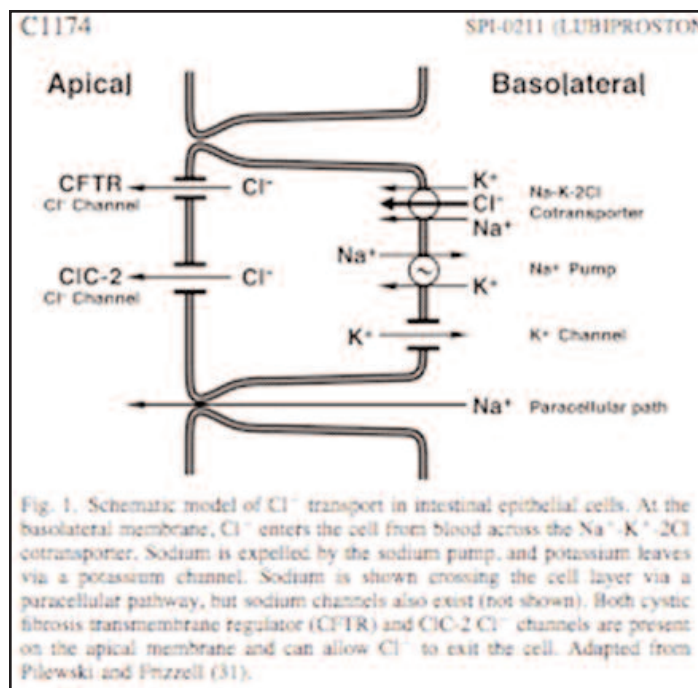 C1174 SPI-0211 (LUBIPROSTON
Apical Basolateral
CFTR Cl⁻ K⁺ Na-K-2Cl
Cl⁻ Channel Cl⁻ Cotransporter
Na⁺
ClC-2 Cl⁻ Na⁺ Na⁺ Pump
Cl⁻ Channel K⁺
K⁺ K⁺ Channel
Na⁺ Paracellular path
Fig. 1. Schematic model of Cl⁻ transport in intestinal epithelial cells. At the
basolateral membrane, Cl⁻ enters the cell from blood across the Na⁺-K⁺-2Cl
cotransporter. Sodium is expelled by the sodium pump, and potassium leaves
via a potassium channel. Sodium is shown crossing the cell layer via a
paracellular pathway, but sodium channels also exist (not shown). Both cystic
fibrosis transmembrane regulator (CFTR) and ClC-2 Cl⁻ channels are present
on the apical membrane and can allow Cl⁻ to exit the cell. Adapted from
Pilewski and Frizzell (31).